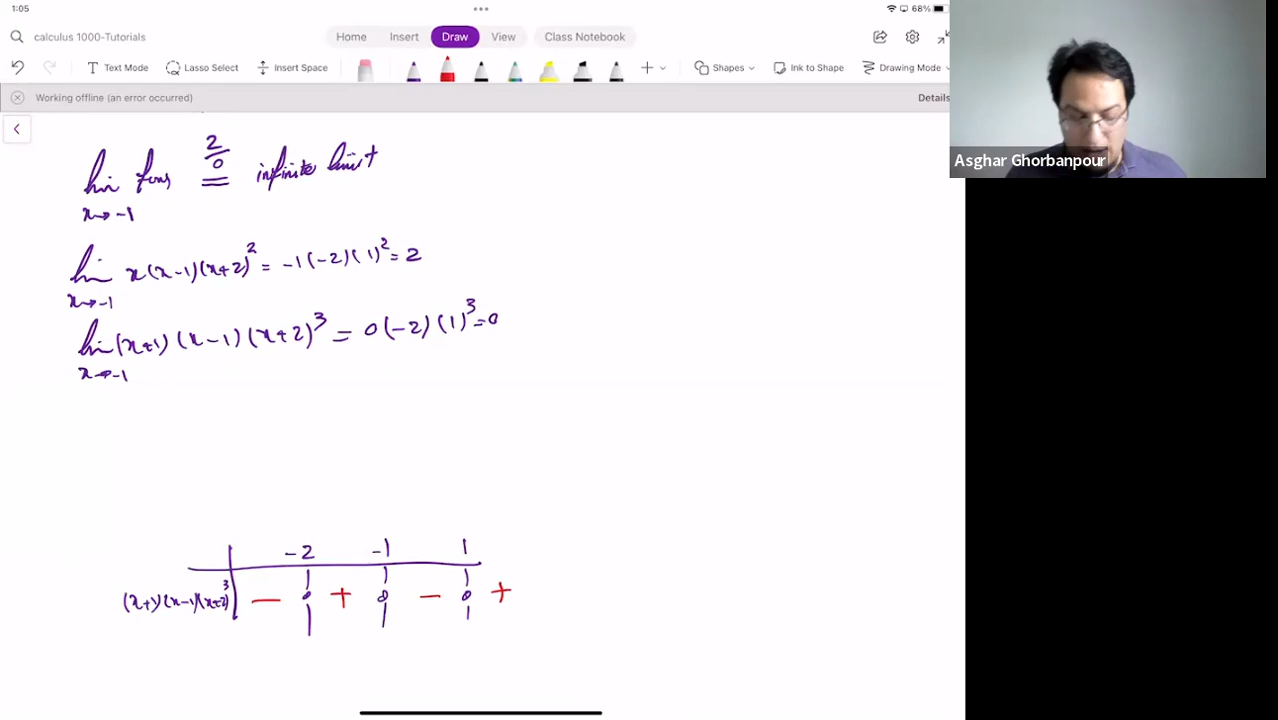 1:05
68%
calculus 1000-Tutorials
Home Insert Draw View Class Notebook
Text Mode Lasso Select Insert Space Shapes Ink to Shape Drawing Mode
Working offline (an error occurred) Details
Asghar Ghorbanpour
lim f(x) 2/0 = infinite limit
x→-1
lim x(x-1)(x+2)^2 = -1(-2)(1)^2 = 2
x→-1
lim (x+1)(x-1)(x+2)^3 = 0(-2)(1)^3 = 0
x→-1
-2 -1 1
(x+1)(x-1)(x+2)^3 - 0 + 0 - 0 +